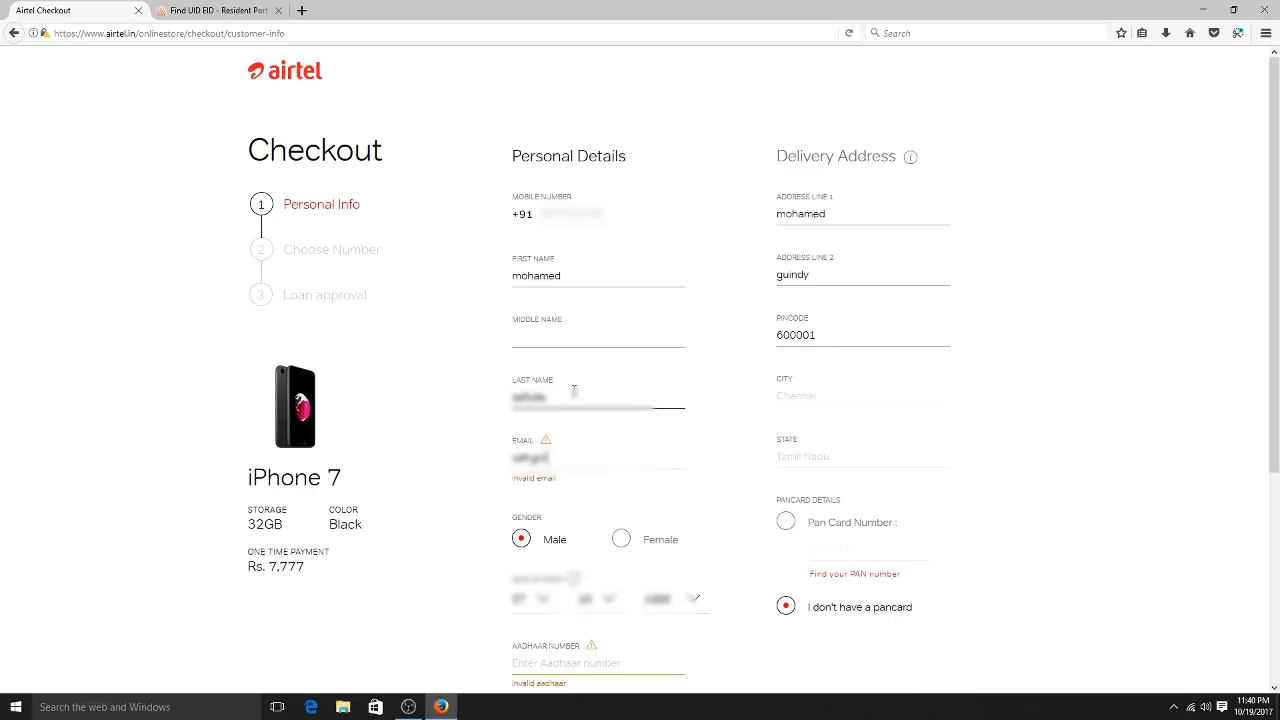 Airtel Checkout
Find UID EID - Resident Port
https://www.airtel.in/onlinestore/checkout/customer-info
Search
airtel
Checkout
1 Personal Info
2 Choose Number
3 Loan approval
iPhone 7
STORAGE COLOR
32GB Black
ONE TIME PAYMENT
Rs. 7,777
Personal Details
MOBILE NUMBER
+91
FIRST NAME
mohamed
MIDDLE NAME
LAST NAME
EMAIL
Invalid email
GENDER
Male Female
AADHAAR NUMBER
Enter Aadhaar number
Invalid aadhaar
Delivery Address
ADDRESS LINE 1
mohamed
ADDRESS LINE 2
guindy
PINCODE
600001
CITY
Chennai
STATE
Tamil Nadu
PANCARD DETAILS
Pan Card Number :
Enter PAN
Find your PAN number
I don't have a pancard
Search the web and Windows
11:40 PM
10/19/2017